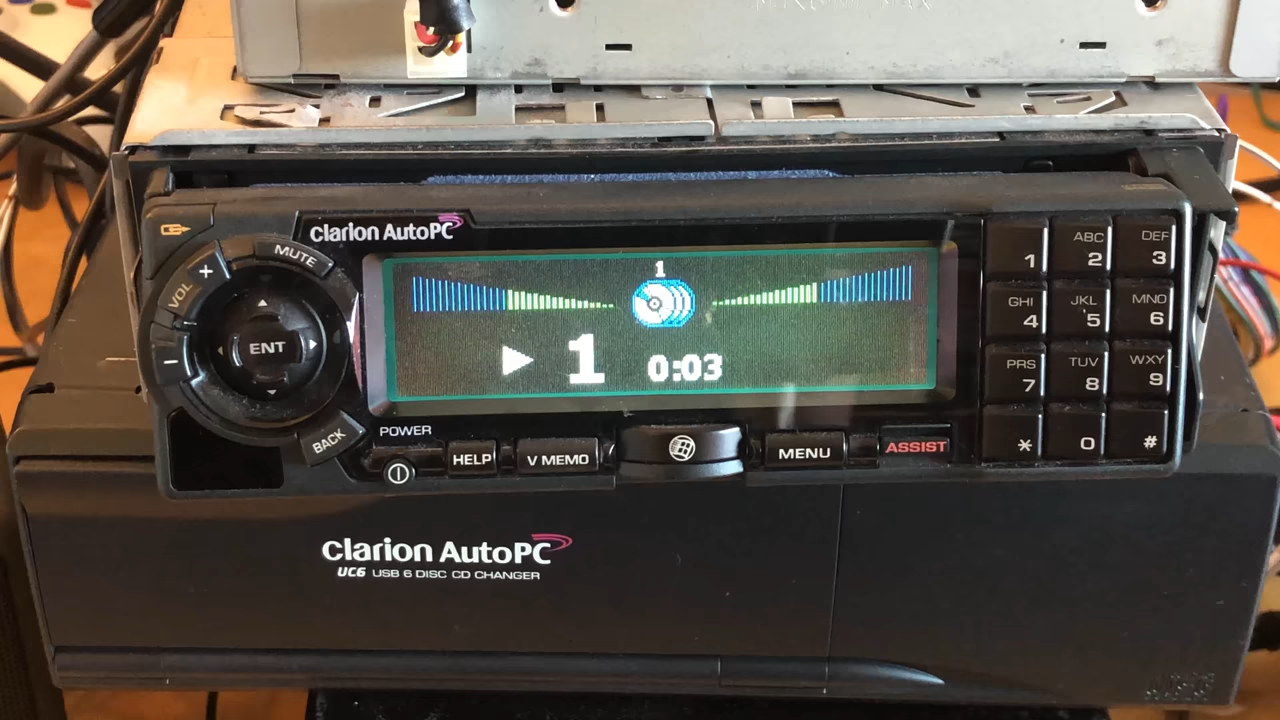 Clarion AutoPC
MUTE
VOL
+
−
ENT
BACK
1
1 0:03
POWER
HELP
V MEMO
MENU
ASSIST
1
ABC 2
DEF 3
GHI 4
JKL 5
MNO 6
PRS 7
TUV 8
WXY 9
*
0
#
Clarion AutoPC
UC6 USB 6 DISC CD CHANGER